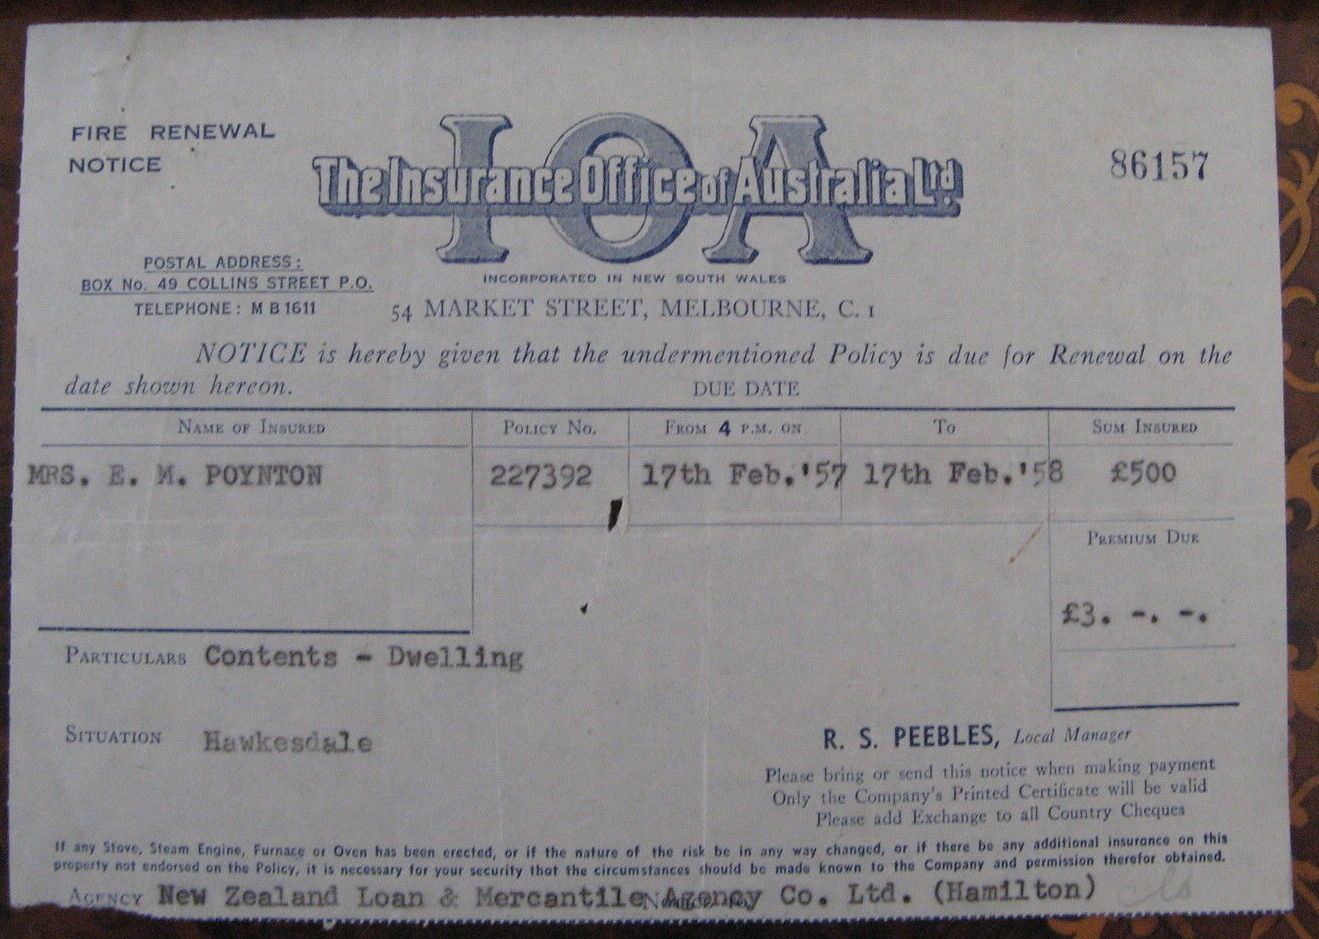 FIRE RENEWAL
NOTICE
IOA
The Insurance Office of Australia Ltd.
86157
POSTAL ADDRESS:
BOX No. 49 COLLINS STREET P.O.
TELEPHONE: M B 1611
INCORPORATED IN NEW SOUTH WALES
54 MARKET STREET, MELBOURNE, C. 1
NOTICE is hereby given that the undermentioned Policy is due for Renewal on the
date shown hereon.
DUE DATE
NAME OF INSURED POLICY No. FROM 4 P.M. ON TO SUM INSURED
MRS. E. M. POYNTON 227392 17th Feb.'57 17th Feb.'58 £500
PREMIUM DUE
£3. -. -.
PARTICULARS Contents - Dwelling
SITUATION Hawkesdale
R. S. PEEBLES, Local Manager
Please bring or send this notice when making payment
Only the Company's Printed Certificate will be valid
Please add Exchange to all Country Cheques
If any Stove, Steam Engine, Furnace or Oven has been erected, or if the nature of the risk be in any way changed, or if there be any additional insurance on this
property not endorsed on the Policy, it is necessary for your security that the circumstances should be made known to the Company and permission therefor obtained.
AGENCY New Zealand Loan & Mercantile Agency Co. Ltd. (Hamilton)